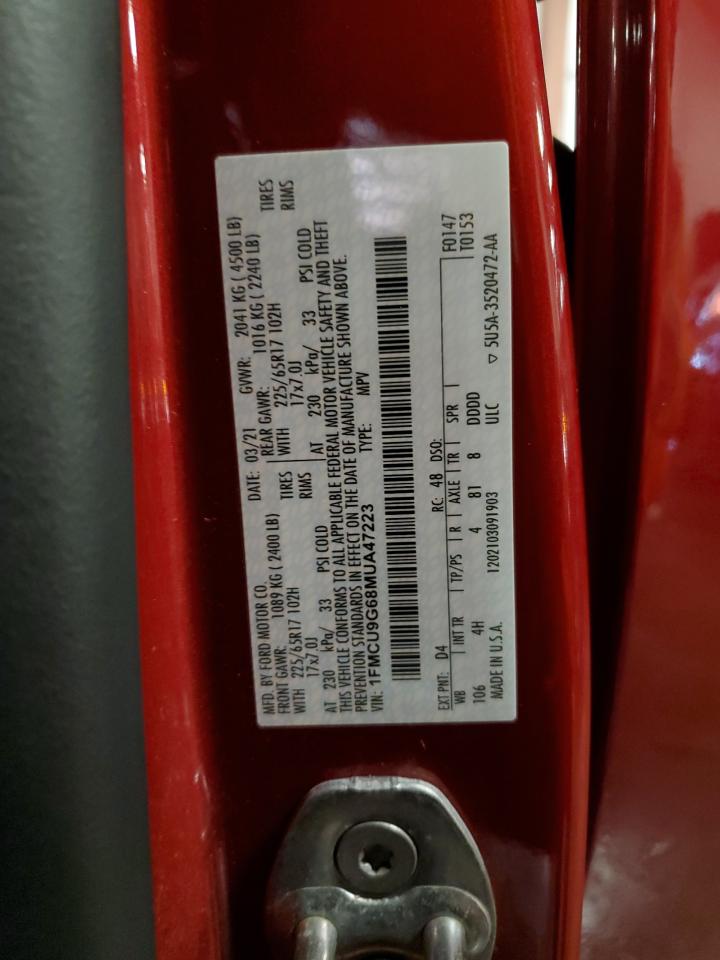 MFD. BY FORD MOTOR CO.
DATE: 03/21 GVWR: 2041 KG ( 4500 LB)
FRONT GAWR: 1089 KG ( 2400 LB) REAR GAWR: 1016 KG ( 2240 LB)
WITH 225/65R17 102H TIRES WITH 225/65R17 102H TIRES
17x7.0J RIMS 17x7.0J RIMS
AT 230 kPa/ 33 PSI COLD AT 230 kPa/ 33 PSI COLD
THIS VEHICLE CONFORMS TO ALL APPLICABLE FEDERAL MOTOR VEHICLE SAFETY AND THEFT
PREVENTION STANDARDS IN EFFECT ON THE DATE OF MANUFACTURE SHOWN ABOVE.
VIN: 1FMCU9G68MUA47223 TYPE: MPV
EXT PNT: D4 RC: 48 DSO: F0147
WB INT TR TP/PS R AXLE TR SPR T0153
106 4H 4 81 8 DDDD
MADE IN U.S.A. 1202103091903 ULC ▽ 5U5A-3520472-AA